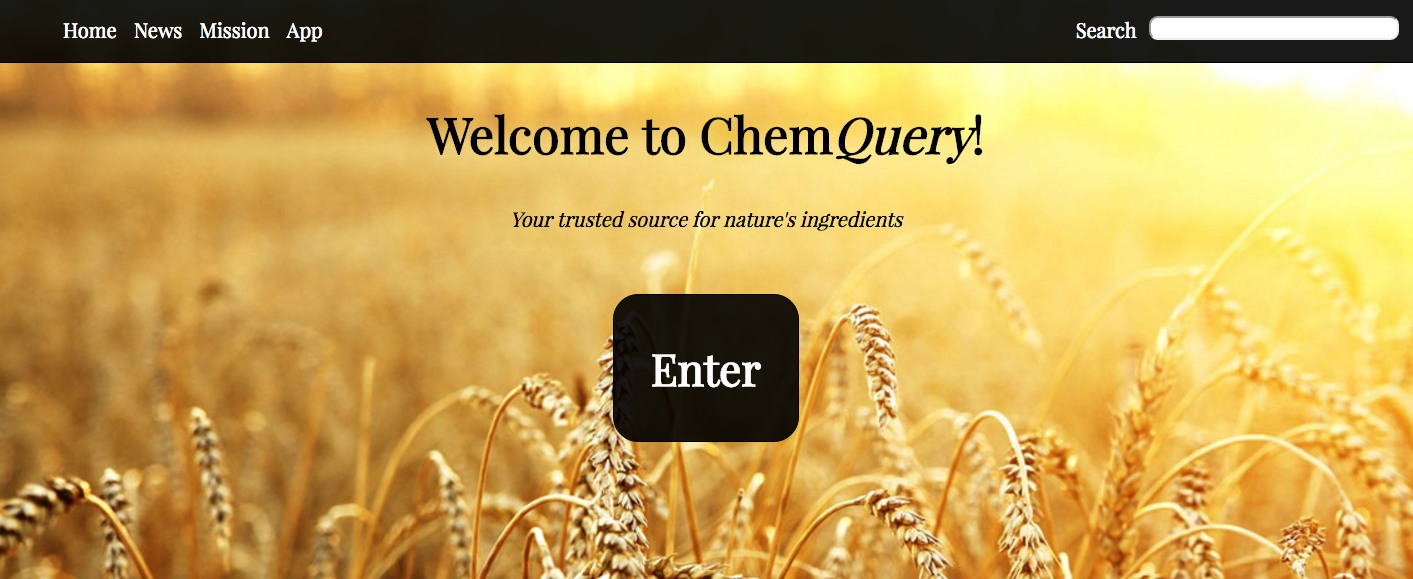 Home News Mission App Search
Welcome to ChemQuery!
Your trusted source for nature's ingredients
Enter